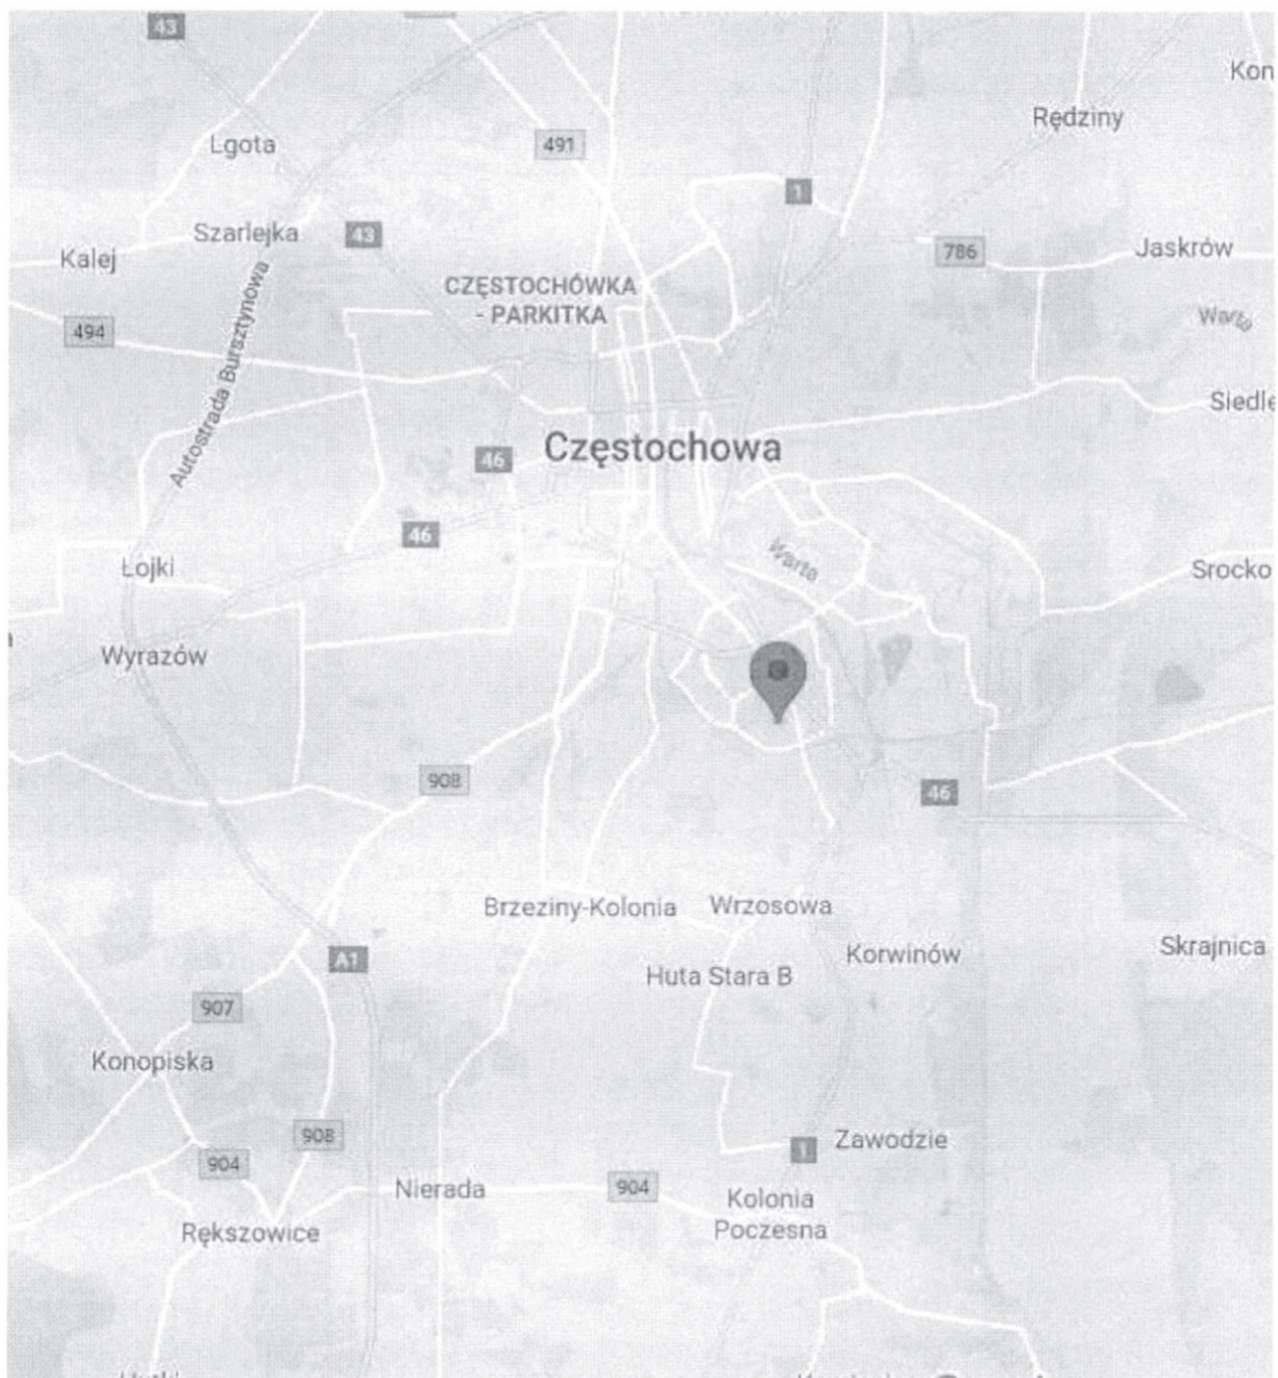 43
Kon
Rędziny
Lgota
491
1
Szarlejka
43
Kalej
786
Jaskrów
CZĘSTOCHÓWKA
- PARKITKA
Warta
494
Autostrada Bursztynowa
Siedle
Częstochowa
46
46
Warta
Łojki
Srocko
Wyrazów
908
46
Brzeziny-Kolonia
Wrzosowa
Korwinów
Skrajnica
A1
Huta Stara B
907
Konopiska
908
Zawodzie
1
904
Nierada
904
Kolonia
Poczesna
Rększowice